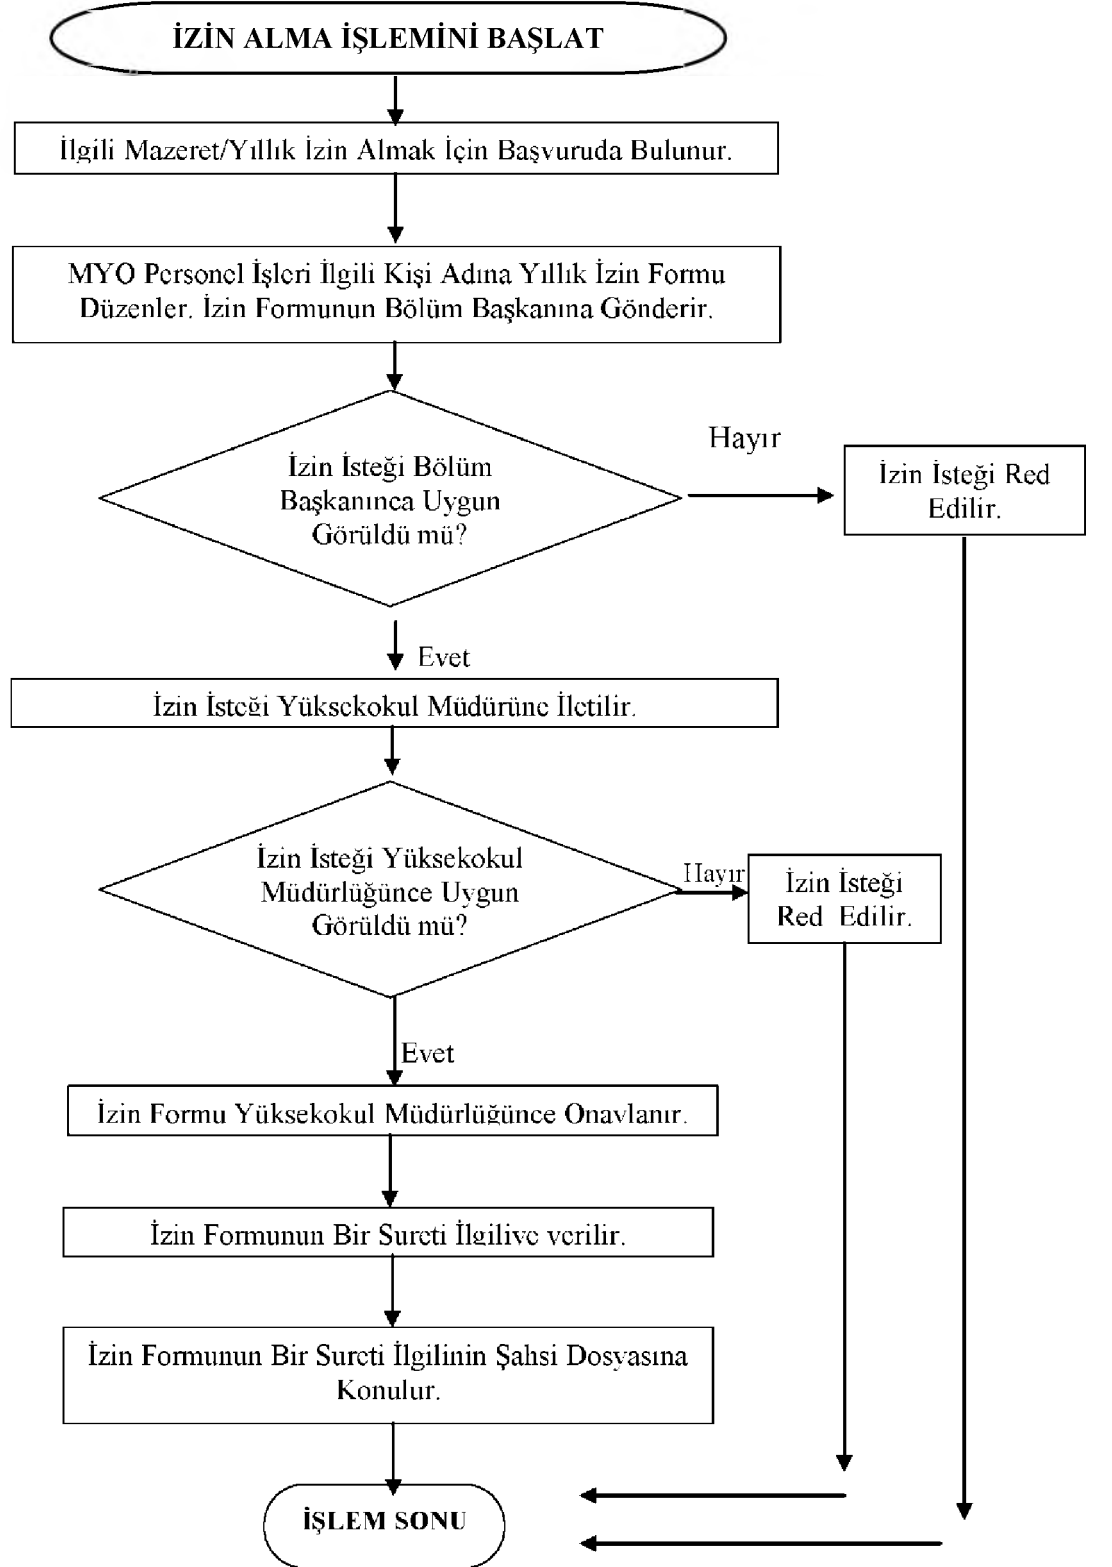 İZİN ALMA İŞLEMİNİ BAŞLAT
İlgili Mazeret/Yıllık İzin Almak İçin Başvuruda Bulunur.
MYO Personel İşleri İlgili Kişi Adına Yıllık İzin Formu
Düzenler. İzin Formunun Bölüm Başkanına Gönderir.
Hayır
İzin İsteği Bölüm
Başkanınca Uygun
Görüldü mü?
İzin İsteği Red
Edilir.
Evet
İzin İsteği Yüksekokul Müdürüne İletilir.
İzin İsteği Yüksekokul
Müdürlüğünce Uygun
Görüldü mü?
Hayır
İzin İsteği
Red Edilir.
Evet
İzin Formu Yüksekokul Müdürlüğünce Onaylanır.
İzin Formunun Bir Sureti İlgiliye verilir.
İzin Formunun Bir Sureti İlgilinin Şahsi Dosyasına
Konulur.
İŞLEM SONU